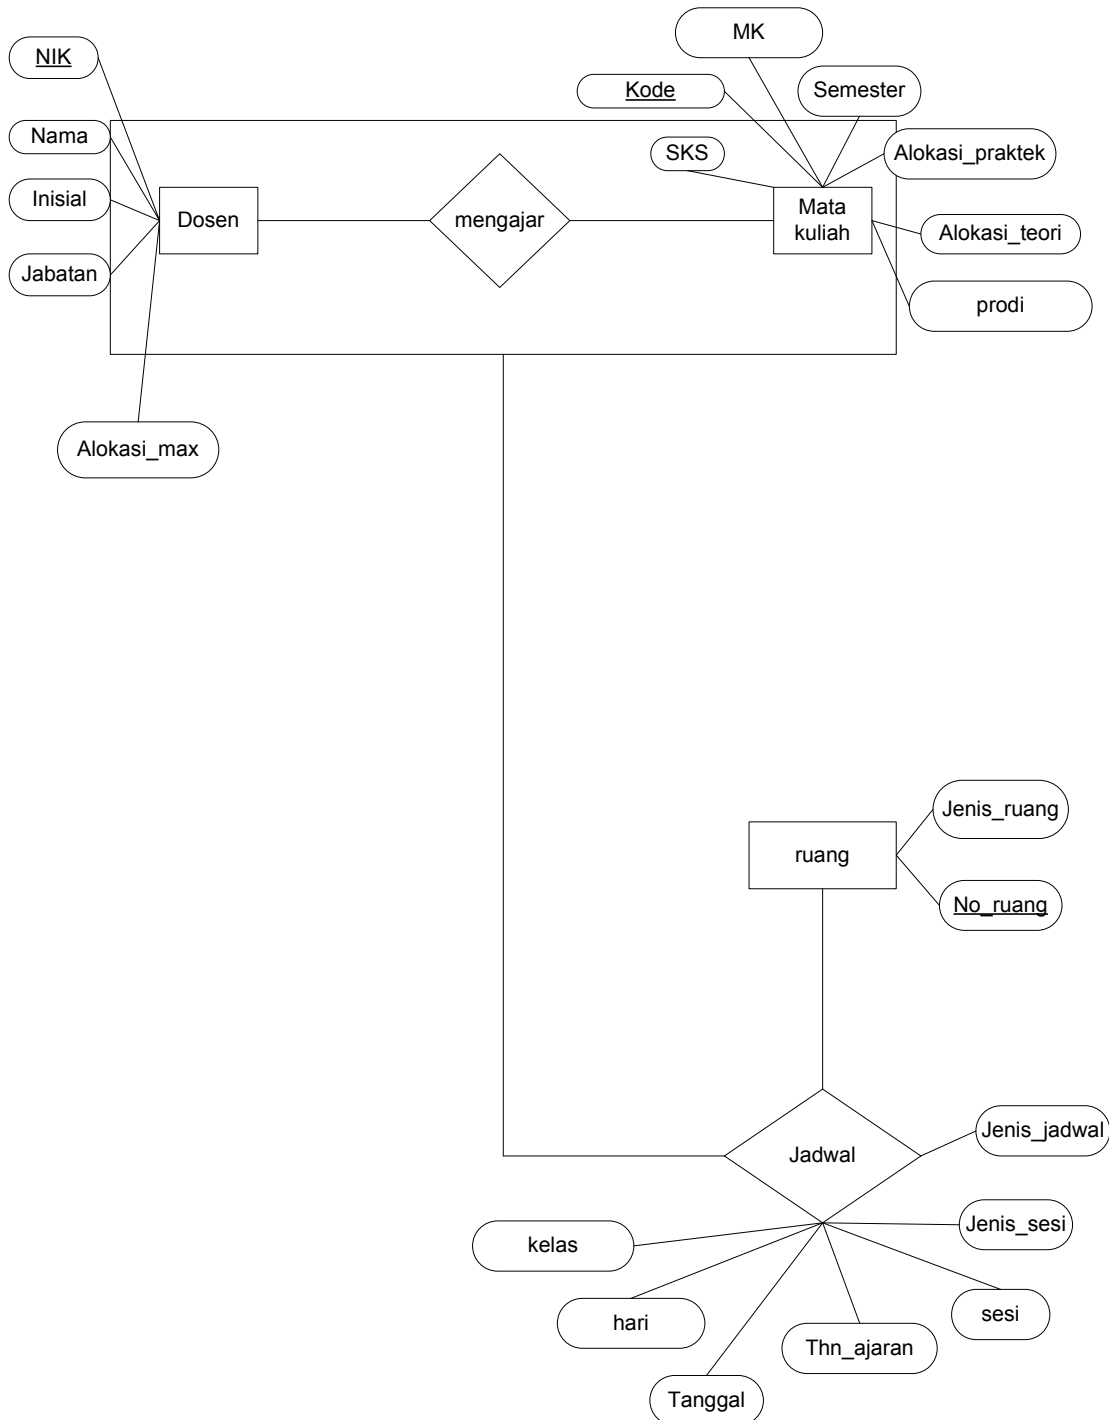 MK
NIK
Kode
Semester
Nama
SKS
Alokasi_praktek
Inisial
Dosen
mengajar
Mata
kuliah
Alokasi_teori
Jabatan
prodi
Alokasi_max
Jenis_ruang
ruang
No_ruang
Jenis_jadwal
Jadwal
Jenis_sesi
kelas
sesi
hari
Thn_ajaran
Tanggal